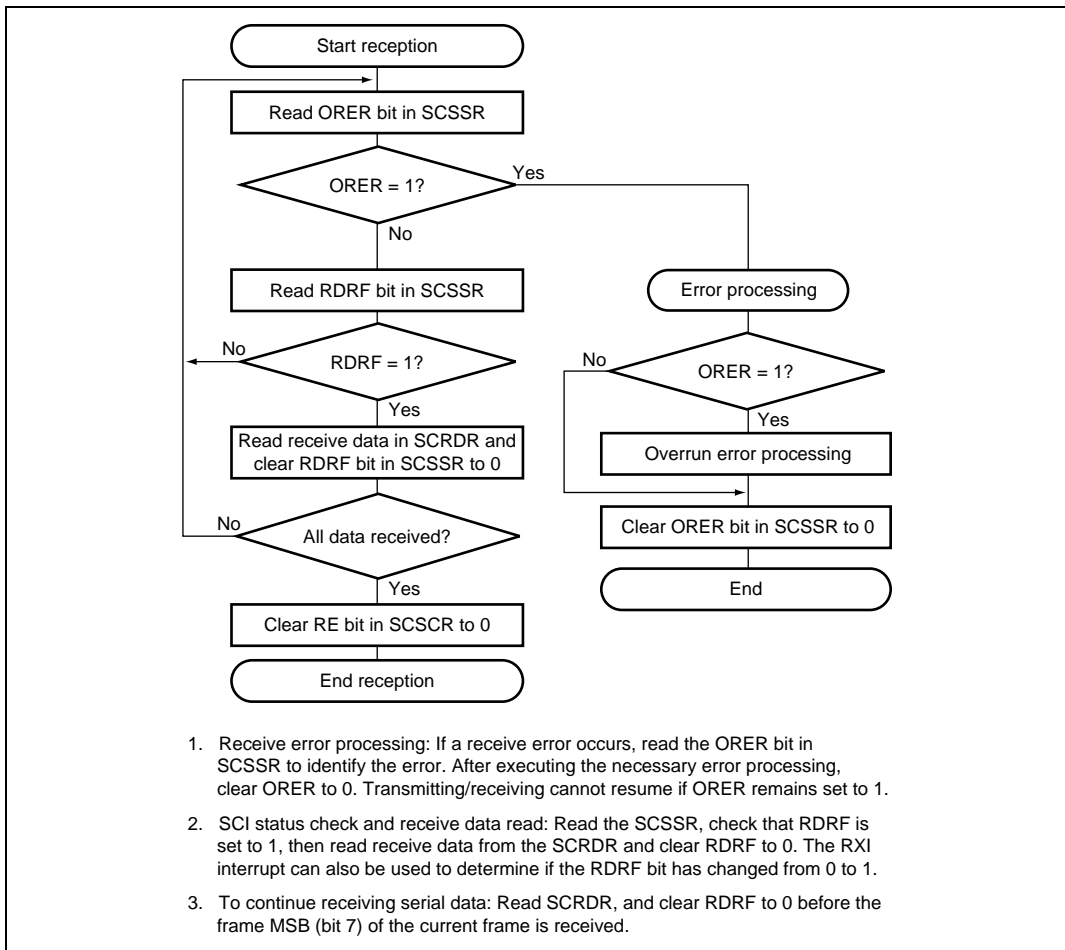 Start reception
Read ORER bit in SCSSR
ORER = 1?
Yes
No
Read RDRF bit in SCSSR
RDRF = 1?
No
Yes
Read receive data in SCRDR and
clear RDRF bit in SCSSR to 0
All data received?
No
Yes
Clear RE bit in SCSCR to 0
End reception
Error processing
ORER = 1?
No
Yes
Overrun error processing
Clear ORER bit in SCSSR to 0
End
1. Receive error processing: If a receive error occurs, read the ORER bit in
SCSSR to identify the error. After executing the necessary error processing,
clear ORER to 0. Transmitting/receiving cannot resume if ORER remains set to 1.
2. SCI status check and receive data read: Read the SCSSR, check that RDRF is
set to 1, then read receive data from the SCRDR and clear RDRF to 0. The RXI
interrupt can also be used to determine if the RDRF bit has changed from 0 to 1.
3. To continue receiving serial data: Read SCRDR, and clear RDRF to 0 before the
frame MSB (bit 7) of the current frame is received.